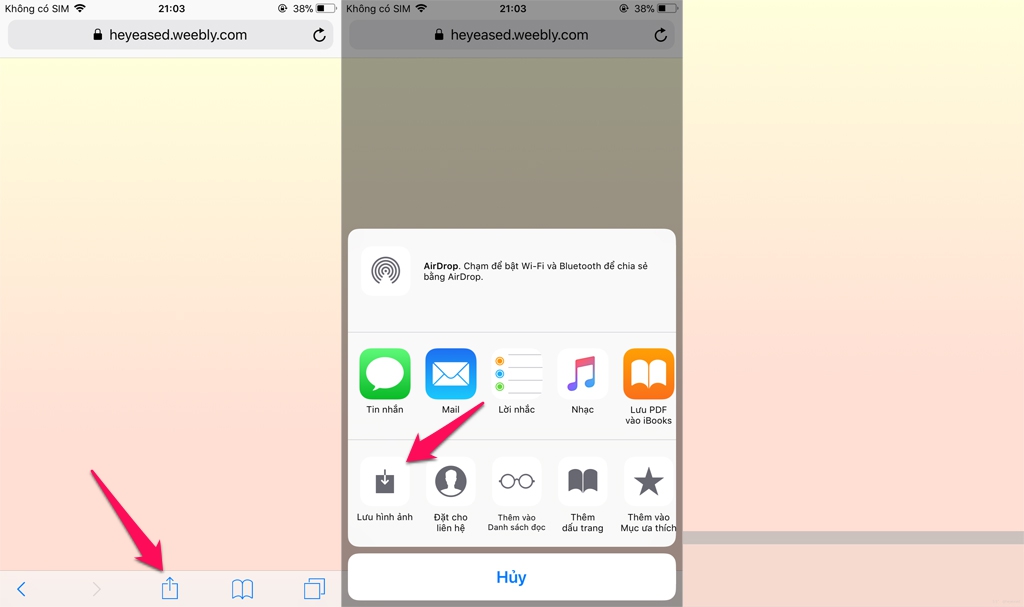 Không có SIM 21:03 38%
heyeased.weebly.com
Không có SIM 21:03 38%
heyeased.weebly.com
AirDrop. Chạm để bật Wi-Fi và Bluetooth để chia sẻ
bằng AirDrop.
Tin nhắn Mail Lời nhắc Nhạc Lưu PDF
vào iBooks
Lưu hình ảnh Đặt cho Thêm vào Thêm Thêm vào
liên hệ Danh sách đọc dấu trang Mục ưa thích
Hủy